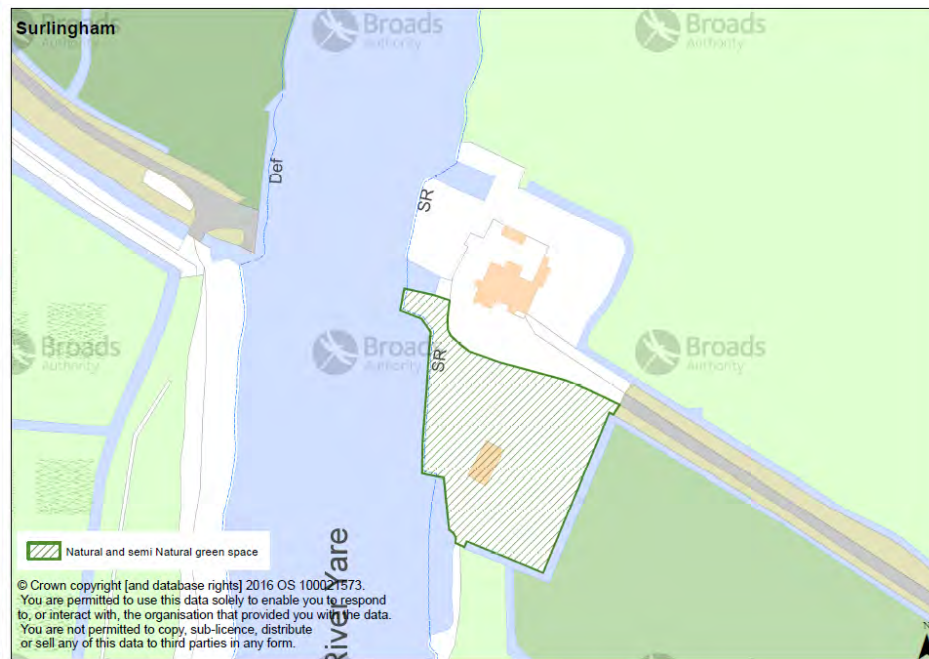 Surlingham
Broads
Authority
Broads
Authority
Broads
Authority
Def
SR
Broads
Authority
Broads
Authority
Broads
Authority
SR
Natural and semi Natural green space
River Yare
© Crown copyright [and database rights] 2016 OS 100021573.
You are permitted to use this data solely to enable you to respond
to, or interact with, the organisation that provided you with the data.
You are not permitted to copy, sub-licence, distribute
or sell any of this data to third parties in any form.
N